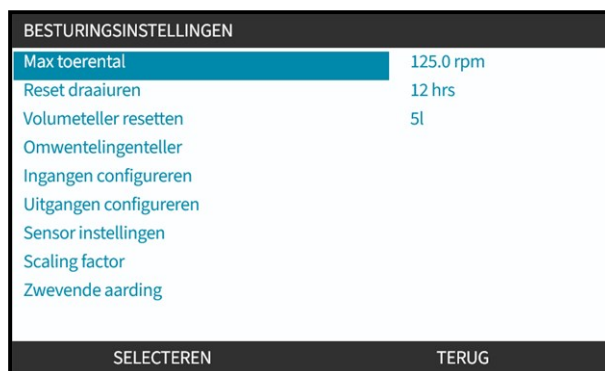 BESTURINGSINSTELLINGEN
Max toerental 125.0 rpm
Reset draaiuren 12 hrs
Volumeteller resetten 5l
Omwentelingenteller
Ingangen configureren
Uitgangen configureren
Sensor instellingen
Scaling factor
Zwevende aarding
SELECTEREN TERUG